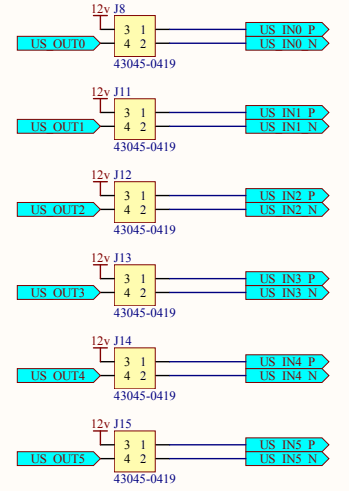 12v J8
3 1 US_IN0_P
US_OUT0 4 2 US_IN0_N
43045-0419
12v J11
3 1 US_IN1_P
US_OUT1 4 2 US_IN1_N
43045-0419
12v J12
3 1 US_IN2_P
US_OUT2 4 2 US_IN2_N
43045-0419
12v J13
3 1 US_IN3_P
US_OUT3 4 2 US_IN3_N
43045-0419
12v J14
3 1 US_IN4_P
US_OUT4 4 2 US_IN4_N
43045-0419
12v J15
3 1 US_IN5_P
US_OUT5 4 2 US_IN5_N
43045-0419